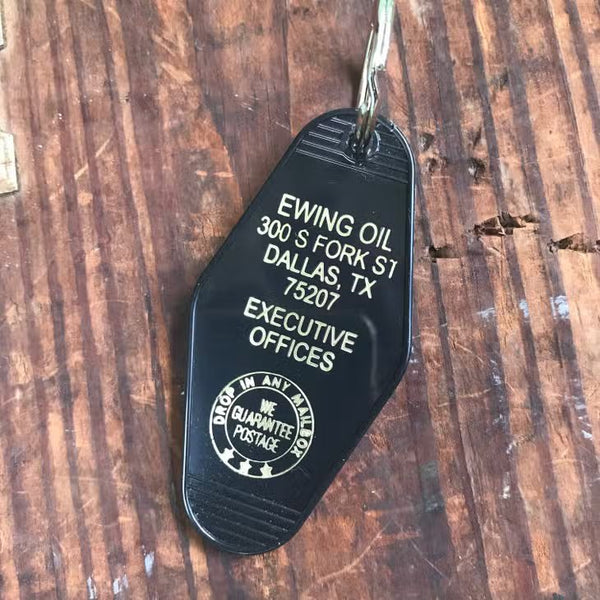 EWING OIL
300 S FORK ST
DALLAS, TX
75207
EXECUTIVE
OFFICES
DROP IN ANY MAILBOX
WE
GUARANTEE
POSTAGE